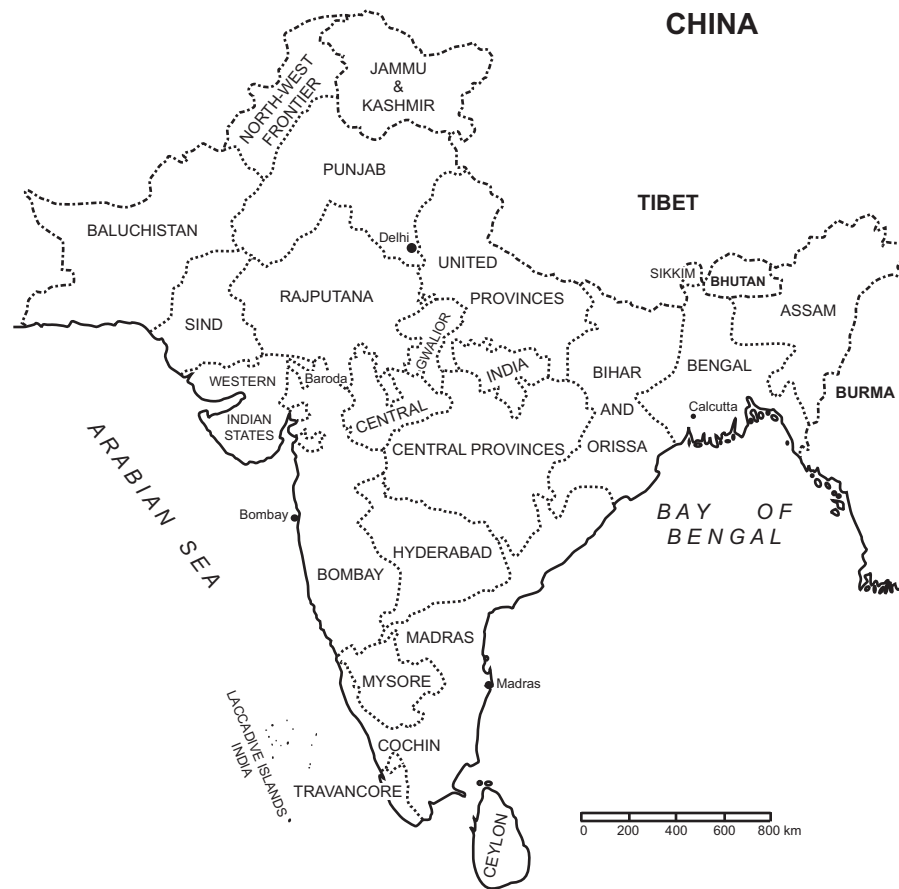 CHINA
JAMMU
&
KASHMIR
NORTH-WEST
FRONTIER
PUNJAB
TIBET
BALUCHISTAN
Delhi
UNITED
PROVINCES
SIKKIM
BHUTAN
ASSAM
RAJPUTANA
SIND
GWALIOR
INDIA
BIHAR
AND
ORISSA
BENGAL
BURMA
WESTERN
INDIAN
STATES
Baroda
CENTRAL
Calcutta
CENTRAL PROVINCES
ARABIAN SEA
BAY OF
BENGAL
Bombay
HYDERABAD
BOMBAY
MADRAS
MYSORE
Madras
LACCADIVE ISLANDS
INDIA
COCHIN
TRAVANCORE
CEYLON
0 200 400 600 800 km